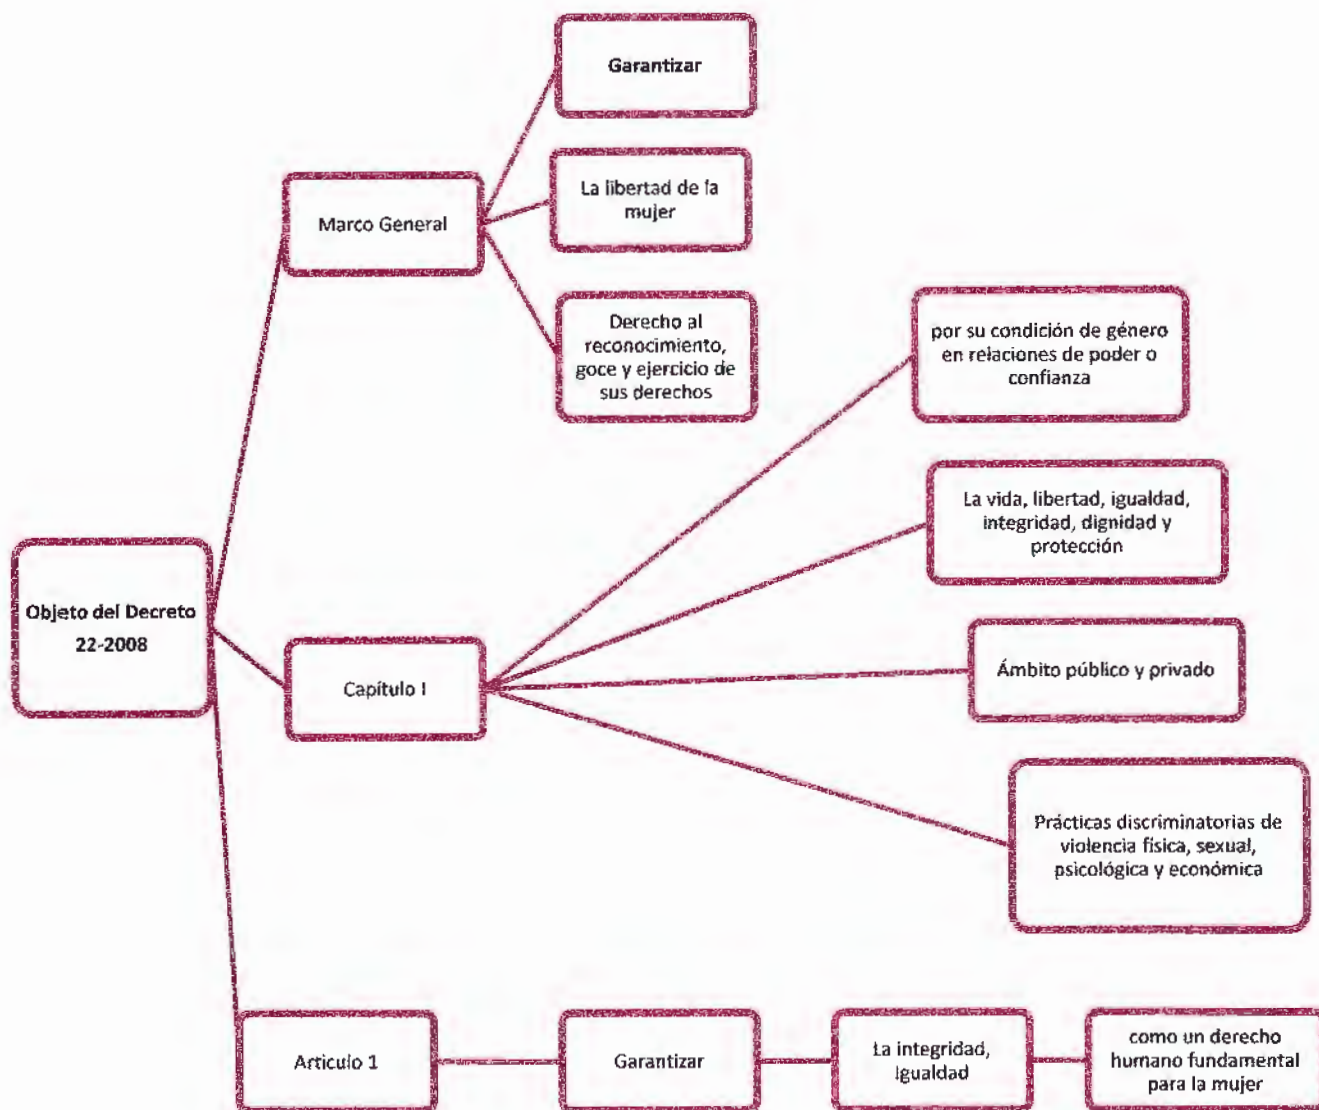 Garantizar
La libertad de la
mujer
Marco General
Derecho al
reconocimiento,
goce y ejercicio de
sus derechos
por su condición de género
en relaciones de poder o
confianza
La vida, libertad, igualdad,
integridad, dignidad y
protección
Objeto del Decreto
22-2008
Capítulo I
Ámbito público y privado
Prácticas discriminatorias de
violencia física, sexual,
psicológica y económica
Articulo 1
Garantizar
La integridad,
Igualdad
como un derecho
humano fundamental
para la mujer